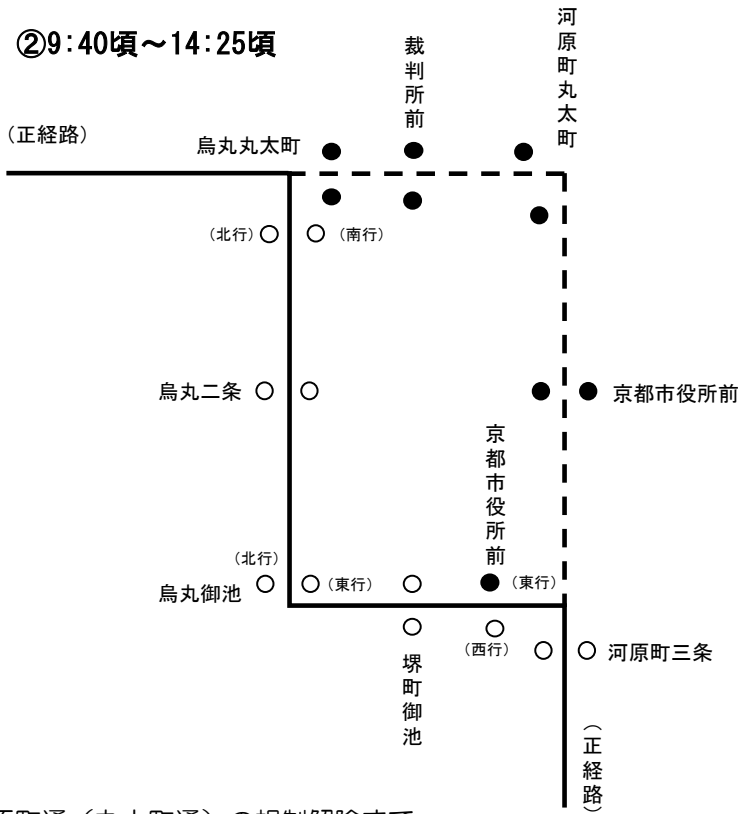 ②9:40頃～14:25頃
裁判所前
河原町丸太町
（正経路）
烏丸丸太町
（北行）
（南行）
烏丸二条
京都市役所前
京都市役所前
（北行）
烏丸御池
（東行）
（東行）
（西行）
河原町三条
堺町御池
（正経路）